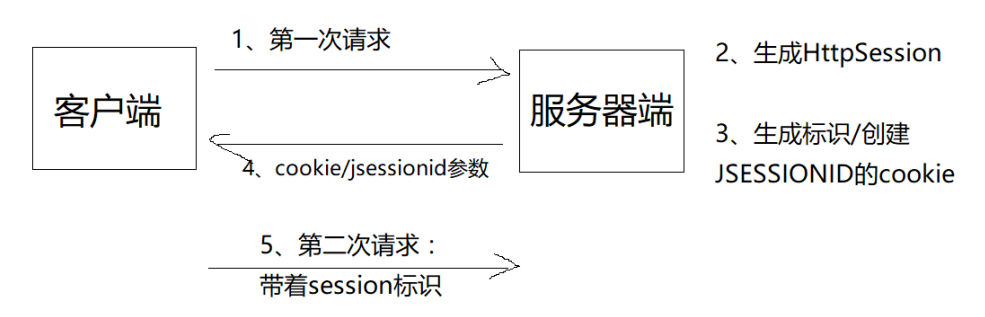 1、第一次请求
客户端
服务器端
2、生成HttpSession
3、生成标识/创建
JSESSIONID的cookie
4、cookie/jsessionid参数
5、第二次请求：
带着session标识